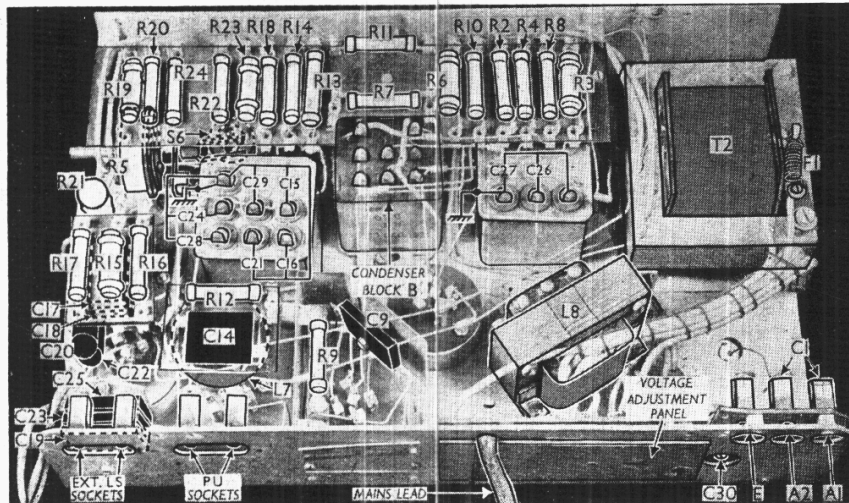 R20
R23
R18
R14
R11
R10
R2
R4
R8
R19
R24
R22
R13
R7
R6
R3
T2
F1
S6
R5
R21
C29
C15
C27
C26
C24
C28
C21
C16
CONDENSER
BLOCK B
R17
R15
R16
R12
C17
C18
C14
C9
L8
C20
C22
R9
C1
C25
L7
VOLTAGE
ADJUSTMENT
PANEL
C23
C19
EXT. LS
SOCKETS
PU
SOCKETS
MAINS LEAD
C30
E
A2
A1